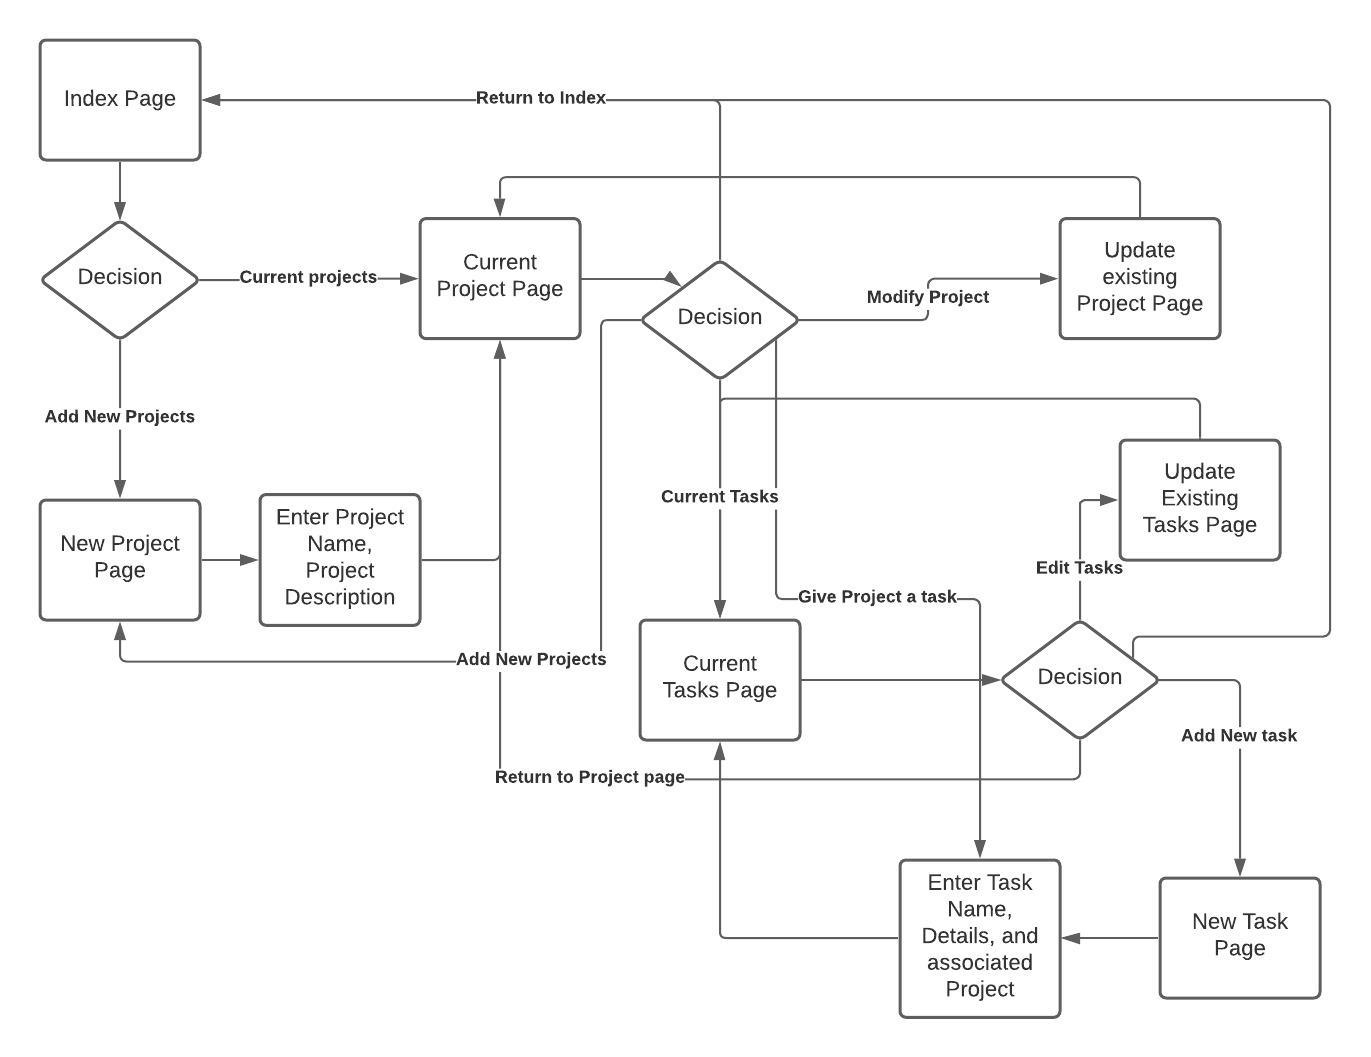 Index Page
Return to Index
Decision
Current projects
Current
Project Page
Decision
Modify Project
Update
existing
Project Page
Add New Projects
Current Tasks
Update
Existing
Tasks Page
New Project
Page
Enter Project
Name,
Project
Description
Edit Tasks
Give Project a task
Add New Projects
Current
Tasks Page
Decision
Add New task
Return to Project page
Enter Task
Name,
Details, and
associated
Project
New Task
Page